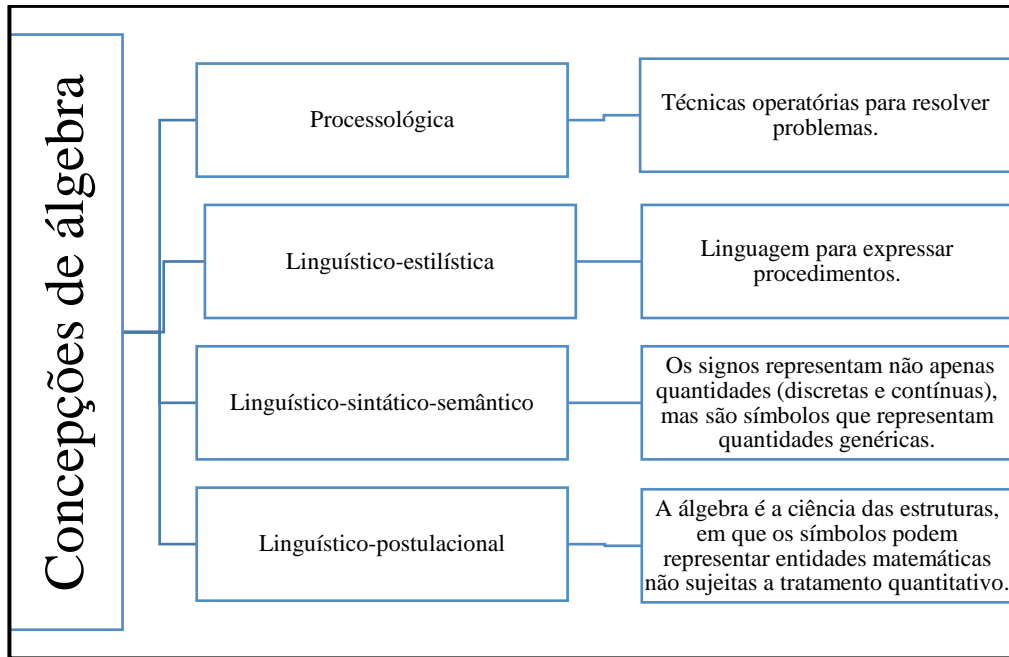 Concepções de álgebra
Processológica
Técnicas operatórias para resolver
problemas.
Linguístico-estilística
Linguagem para expressar
procedimentos.
Linguístico-sintático-semântico
Os signos representam não apenas
quantidades (discretas e contínuas),
mas são símbolos que representam
quantidades genéricas.
Linguístico-postulacional
A álgebra é a ciência das estruturas,
em que os símbolos podem
representar entidades matemáticas
não sujeitas a tratamento quantitativo.